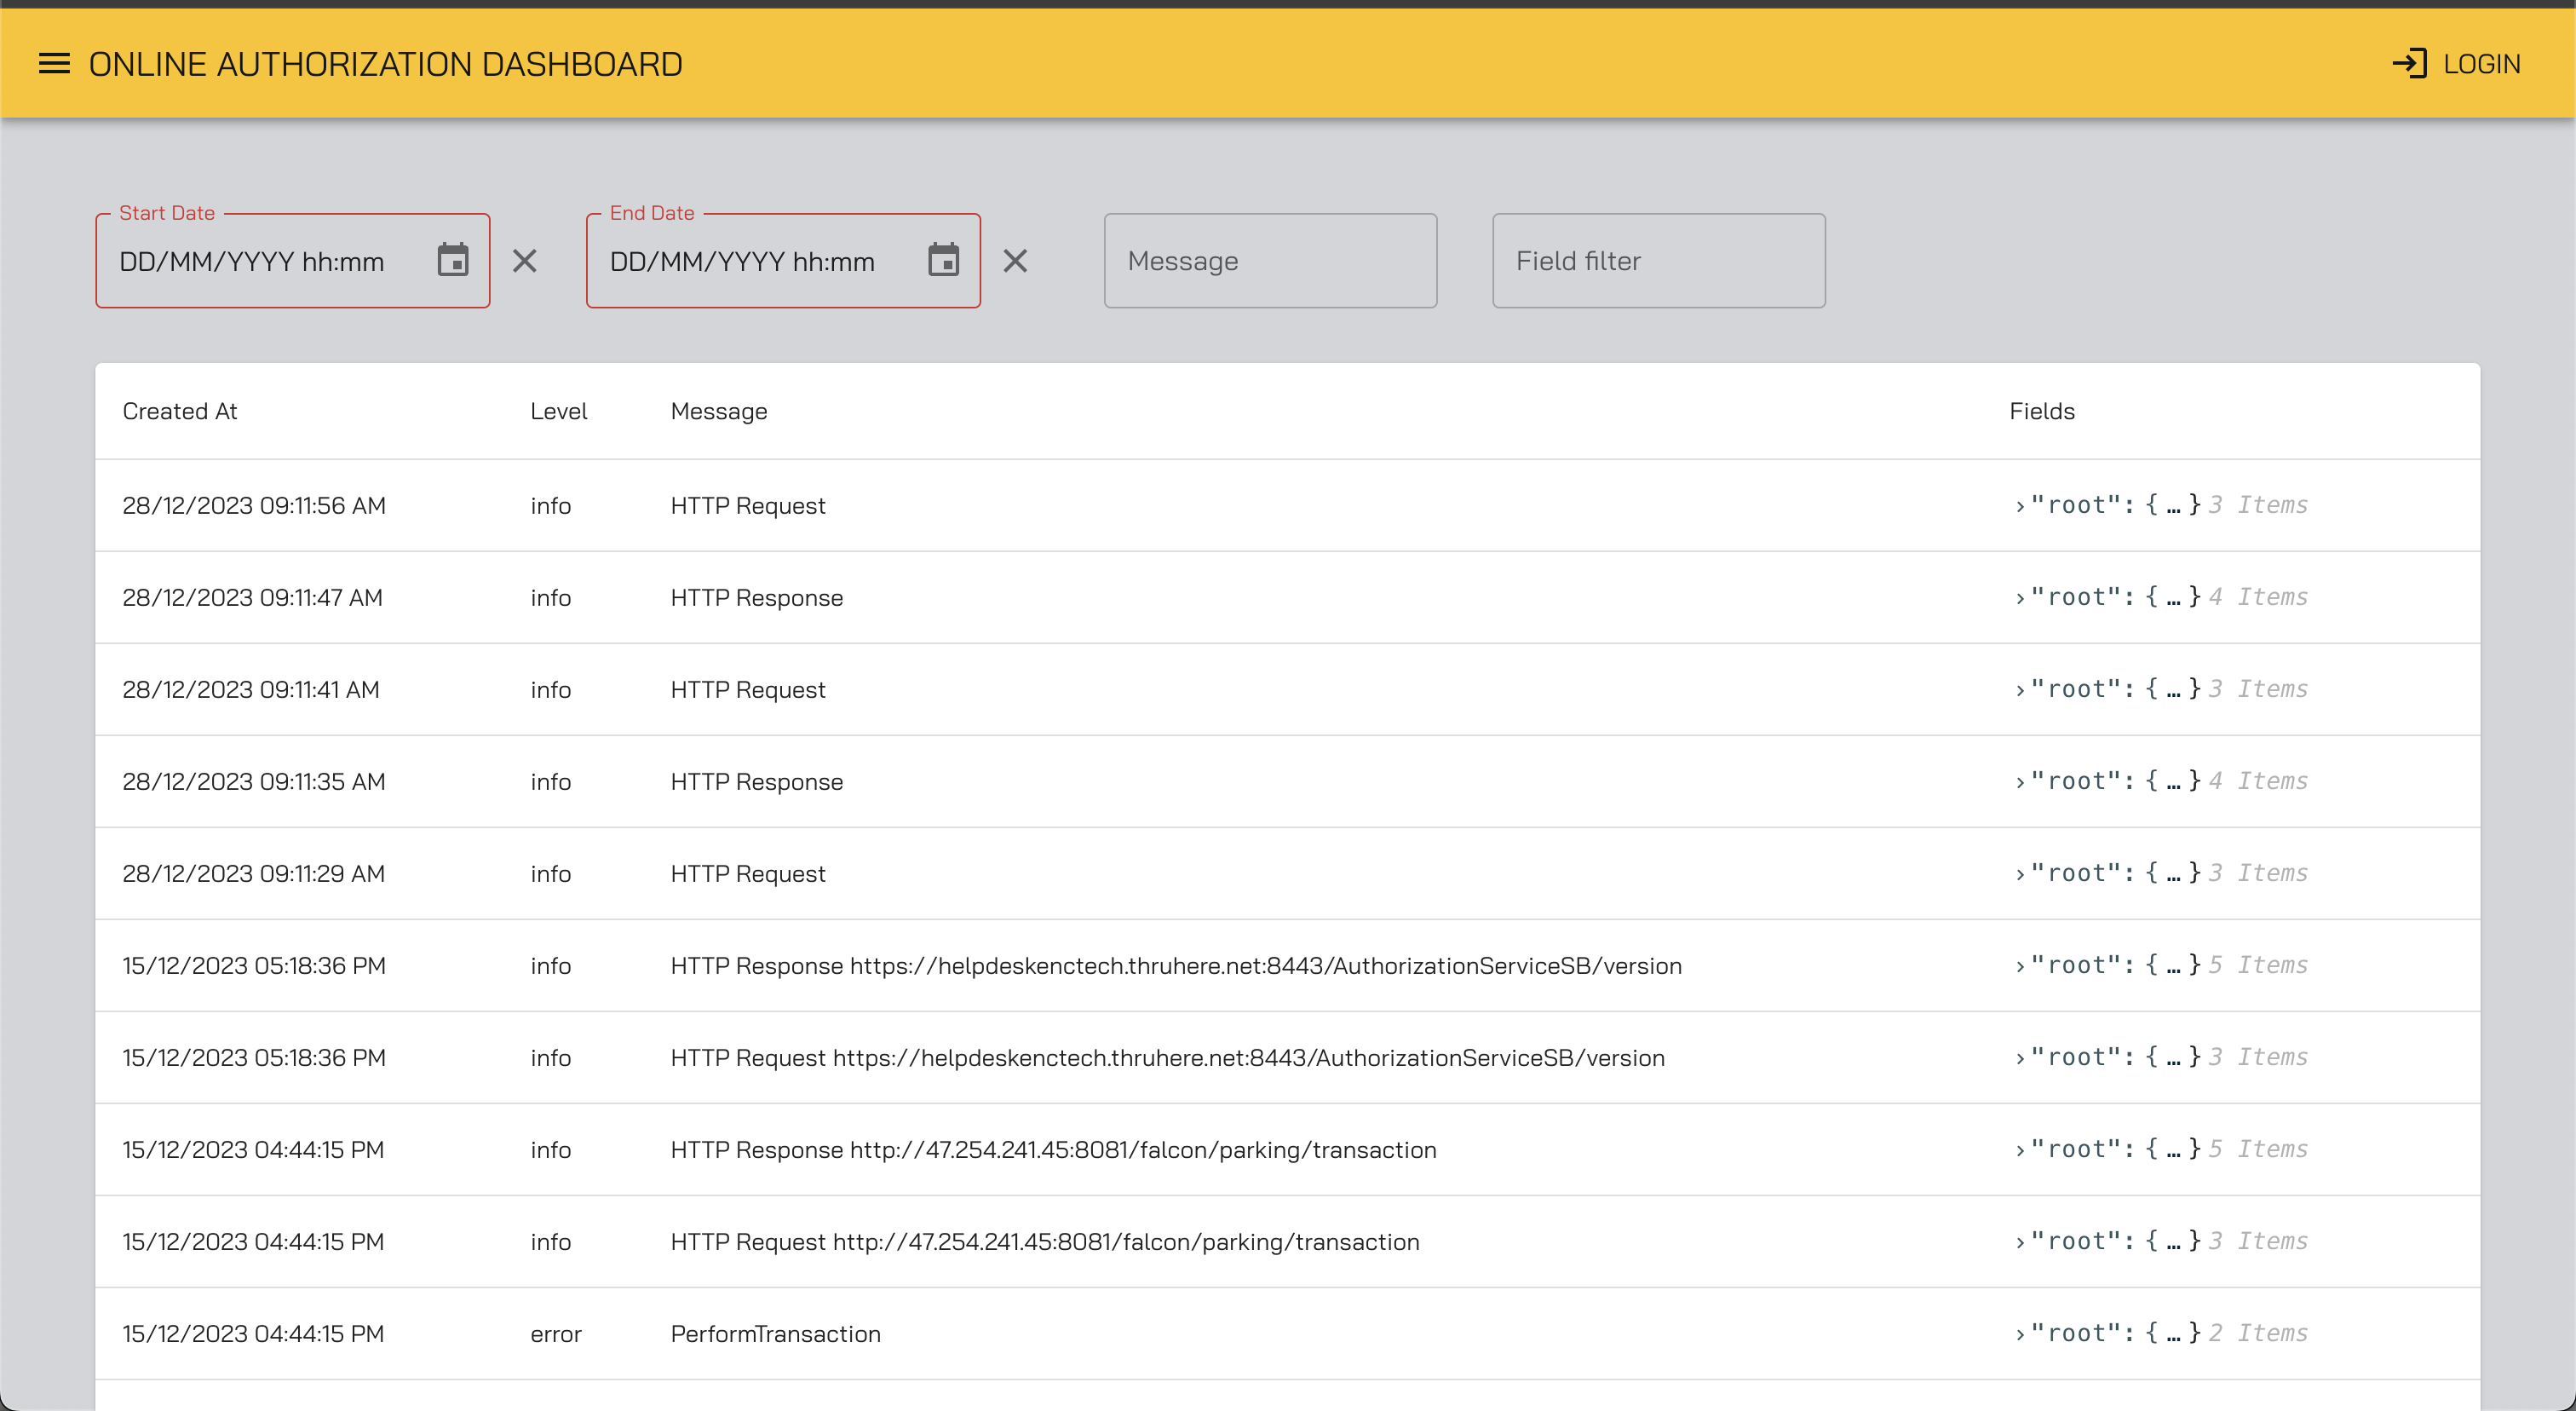 ONLINE AUTHORIZATION DASHBOARD LOGIN
Start Date End Date
DD/MM/YYYY hh:mm DD/MM/YYYY hh:mm Message Field filter
Created At Level Message Fields
28/12/2023 09:11:56 AM info HTTP Request "root": { … } 3 Items
28/12/2023 09:11:47 AM info HTTP Response "root": { … } 4 Items
28/12/2023 09:11:41 AM info HTTP Request "root": { … } 3 Items
28/12/2023 09:11:35 AM info HTTP Response "root": { … } 4 Items
28/12/2023 09:11:29 AM info HTTP Request "root": { … } 3 Items
15/12/2023 05:18:36 PM info HTTP Response https://helpdeskenctech.thruhere.net:8443/AuthorizationServiceSB/version "root": { … } 5 Items
15/12/2023 05:18:36 PM info HTTP Request https://helpdeskenctech.thruhere.net:8443/AuthorizationServiceSB/version "root": { … } 3 Items
15/12/2023 04:44:15 PM info HTTP Response http://47.254.241.45:8081/falcon/parking/transaction "root": { … } 5 Items
15/12/2023 04:44:15 PM info HTTP Request http://47.254.241.45:8081/falcon/parking/transaction "root": { … } 3 Items
15/12/2023 04:44:15 PM error PerformTransaction "root": { … } 2 Items